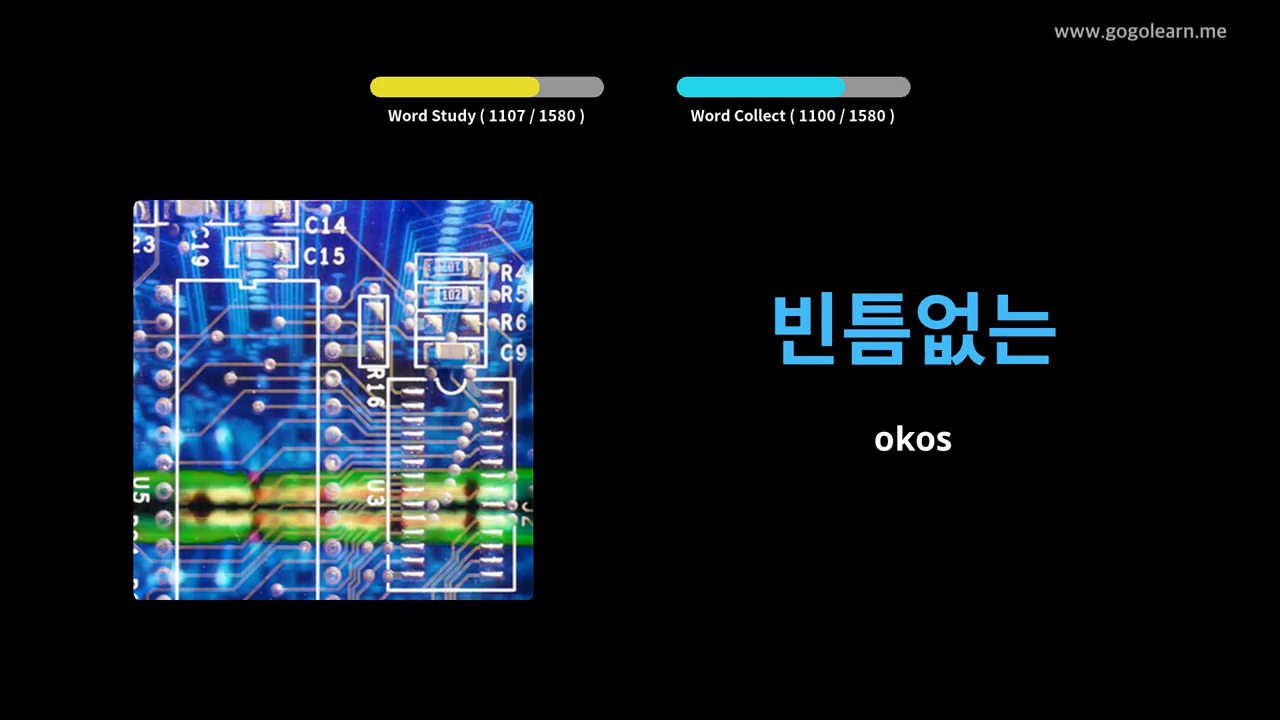 www.gogolearn.me
Word Study ( 1107 / 1580 )
Word Collect ( 1100 / 1580 )
C14
23
C19
C15
R4
102
R5
R6
C9
R16
U5
U3
빈틈없는
okos